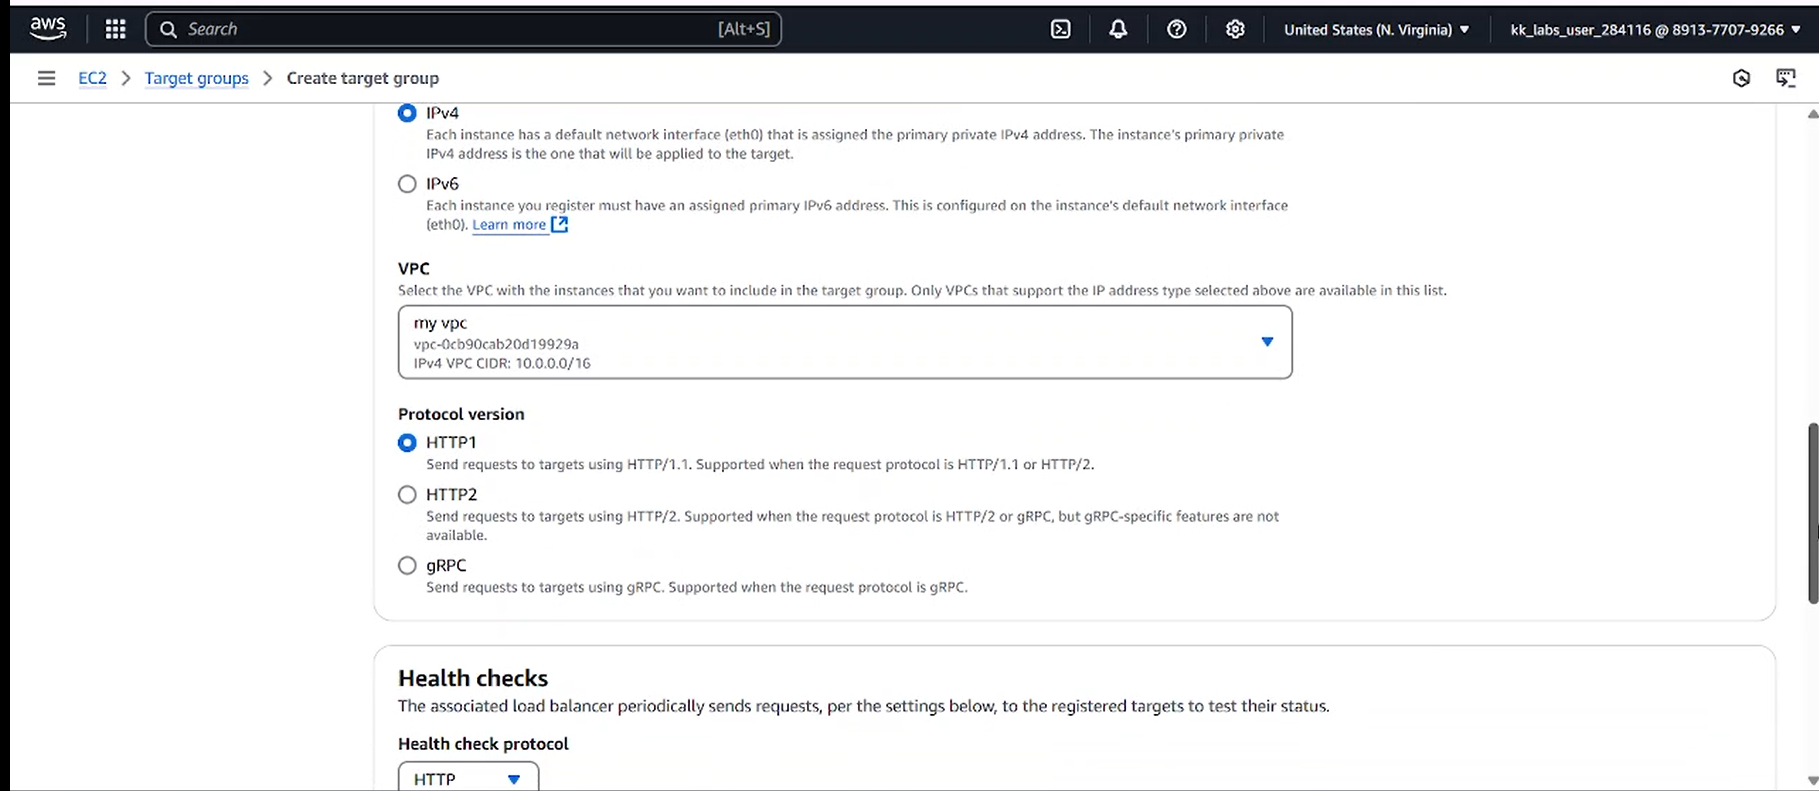 aws
Search [Alt+S]
United States (N. Virginia)
kk_labs_user_284116 @ 8913-7707-9266
EC2
Target groups
Create target group
IPv4
Each instance has a default network interface (eth0) that is assigned the primary private IPv4 address. The instance's primary private
IPv4 address is the one that will be applied to the target.
IPv6
Each instance you register must have an assigned primary IPv6 address. This is configured on the instance's default network interface
(eth0). Learn more
VPC
Select the VPC with the instances that you want to include in the target group. Only VPCs that support the IP address type selected above are available in this list.
my vpc
vpc-0cb90cab20d19929a
IPv4 VPC CIDR: 10.0.0.0/16
Protocol version
HTTP1
Send requests to targets using HTTP/1.1. Supported when the request protocol is HTTP/1.1 or HTTP/2.
HTTP2
Send requests to targets using HTTP/2. Supported when the request protocol is HTTP/2 or gRPC, but gRPC-specific features are not
available.
gRPC
Send requests to targets using gRPC. Supported when the request protocol is gRPC.
Health checks
The associated load balancer periodically sends requests, per the settings below, to the registered targets to test their status.
Health check protocol
HTTP